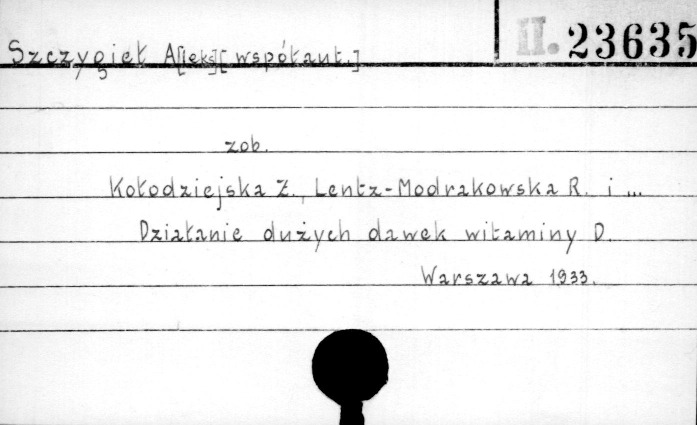 II. 23635
Szczygieł A[leks][współaut.]
zob.
Kołodziejska Z., Lentz-Modrakowska R. i ...
Działanie dużych dawek witaminy D.
Warszawa 1933.